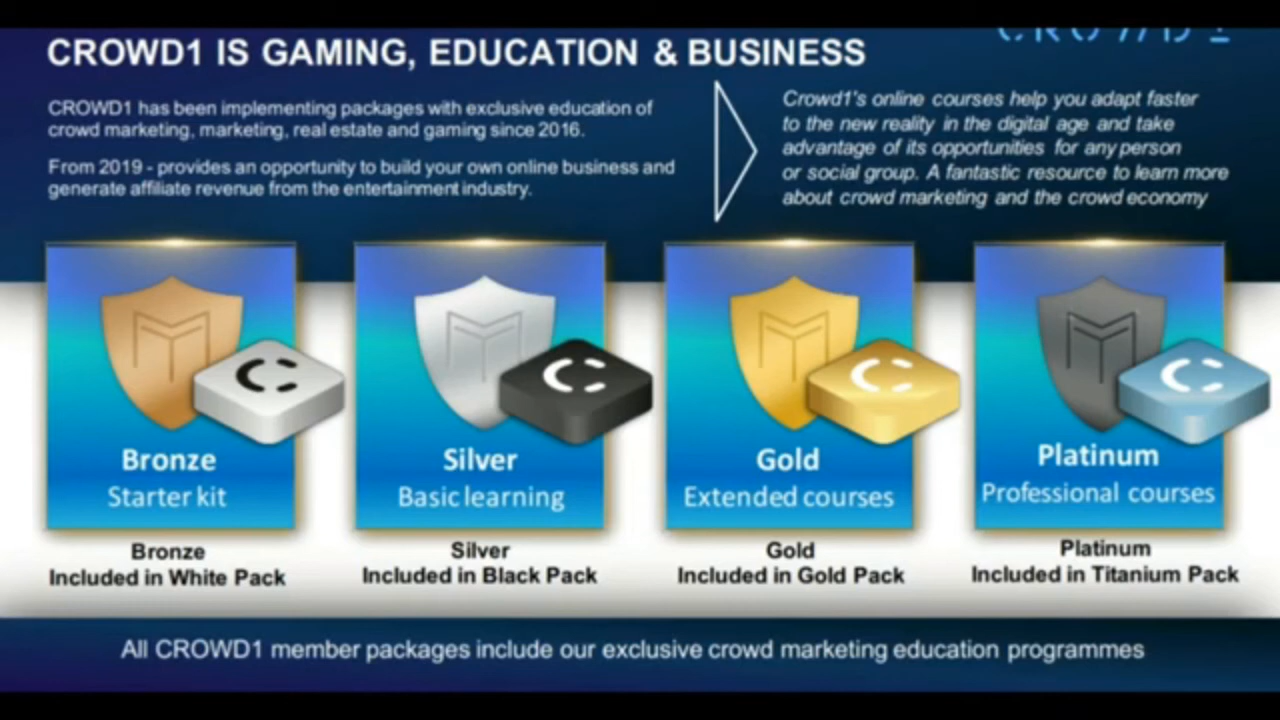 CROWD1 IS GAMING, EDUCATION & BUSINESS
CROWD1 has been implementing packages with exclusive education of
crowd marketing, marketing, real estate and gaming since 2016.
From 2019 - provides an opportunity to build your own online business and
generate affiliate revenue from the entertainment industry.
Crowd1's online courses help you adapt faster
to the new reality in the digital age and take
advantage of its opportunities for any person
or social group. A fantastic resource to learn more
about crowd marketing and the crowd economy
Bronze
Starter kit
Silver
Basic learning
Gold
Extended courses
Platinum
Professional courses
Bronze
Included in White Pack
Silver
Included in Black Pack
Gold
Included in Gold Pack
Platinum
Included in Titanium Pack
All CROWD1 member packages include our exclusive crowd marketing education programmes